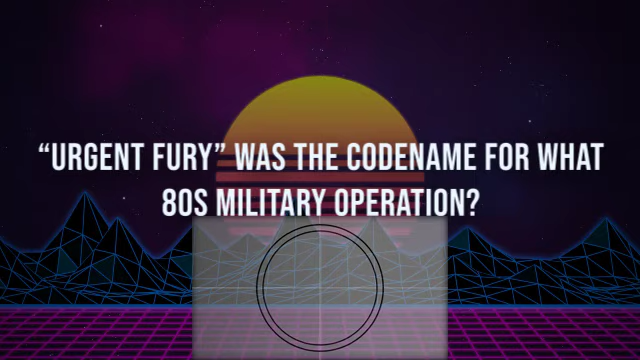 “URGENT FURY” WAS THE CODENAME FOR WHAT
80S MILITARY OPERATION?